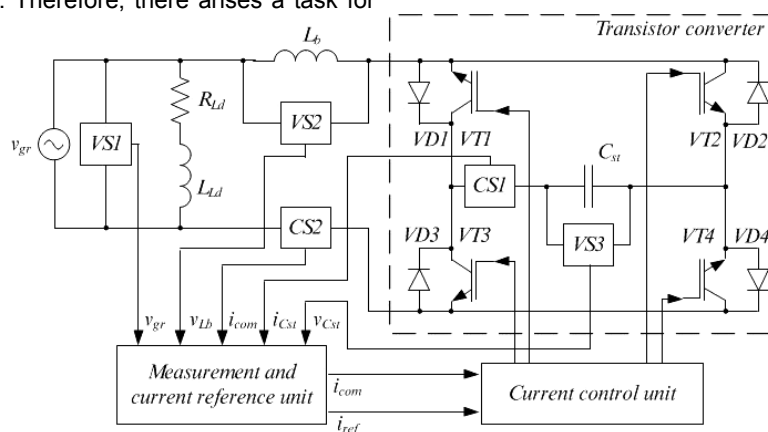 . Therefore, there arises a task for
Transistor converter
L_b
R_Ld
VS1
VS2
v_gr
VD1 VT1
VT2 VD2
C_st
CS1
L_Ld
CS2
VD3 VT3
VS3
VT4 VD4
v_gr v_Lb i_com i_Cst v_Cst
Measurement and
current reference unit
i_com
i_ref
Current control unit